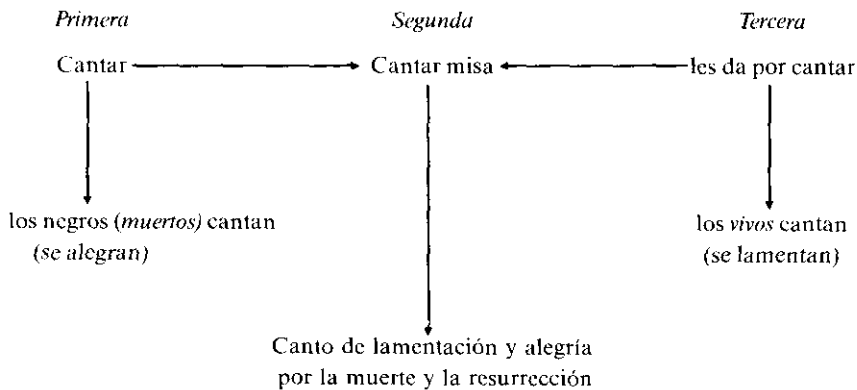 Primera Segunda Tercera
Cantar Cantar misa les da por cantar
los negros (muertos) cantan
(se alegran)
los vivos cantan
(se lamentan)
Canto de lamentación y alegría
por la muerte y la resurrección